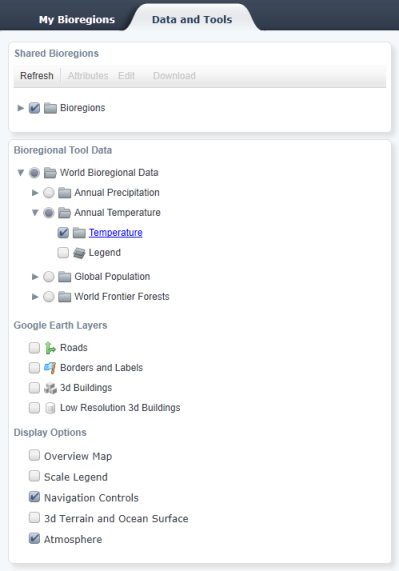 My Bioregions Data and Tools
Shared Bioregions
Refresh Attributes Edit Download
Bioregions
Bioregional Tool Data
World Bioregional Data
Annual Precipitation
Annual Temperature
Temperature
Legend
Global Population
World Frontier Forests
Google Earth Layers
Roads
Borders and Labels
3d Buildings
Low Resolution 3d Buildings
Display Options
Overview Map
Scale Legend
Navigation Controls
3d Terrain and Ocean Surface
Atmosphere